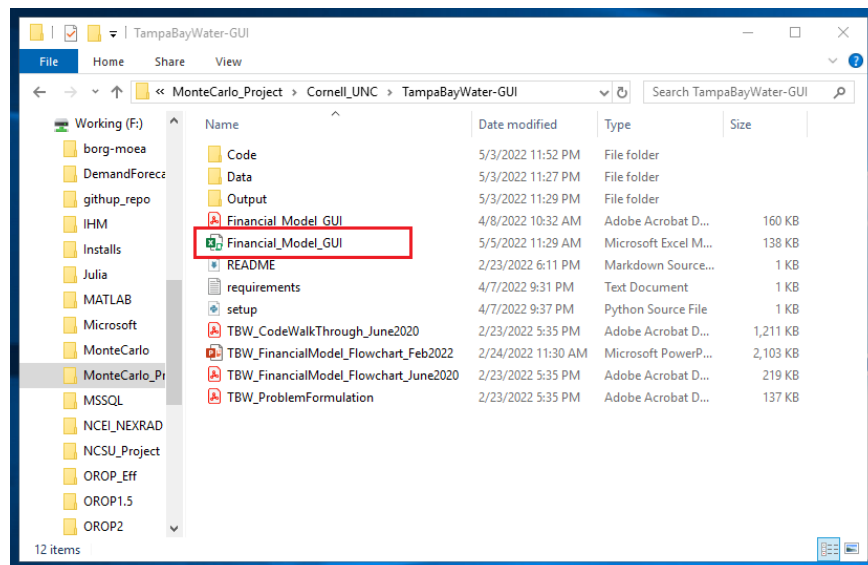 TampaBayWater-GUI
File Home Share View
« MonteCarlo_Project > Cornell_UNC > TampaBayWater-GUI Search TampaBayWater-GUI
Working (F:)
borg-moea
DemandForeca
githup_repo
IHM
Installs
Julia
MATLAB
Microsoft
MonteCarlo
MonteCarlo_Pr
MSSQL
NCEI_NEXRAD
NCSU_Project
OROP_Eff
OROP1.5
OROP2
Name Date modified Type Size
Code 5/3/2022 11:52 PM File folder
Data 5/3/2022 11:27 PM File folder
Output 5/3/2022 11:29 PM File folder
Financial_Model_GUI 4/8/2022 10:32 AM Adobe Acrobat D... 160 KB
Financial_Model_GUI 5/5/2022 11:29 AM Microsoft Excel M... 138 KB
README 2/23/2022 6:11 PM Markdown Source... 1 KB
requirements 4/7/2022 9:31 PM Text Document 1 KB
setup 4/7/2022 9:37 PM Python Source File 1 KB
TBW_CodeWalkThrough_June2020 2/23/2022 5:35 PM Adobe Acrobat D... 1,211 KB
TBW_FinancialModel_Flowchart_Feb2022 2/24/2022 11:30 AM Microsoft PowerP... 2,103 KB
TBW_FinancialModel_Flowchart_June2020 2/23/2022 5:35 PM Adobe Acrobat D... 219 KB
TBW_ProblemFormulation 2/23/2022 5:35 PM Adobe Acrobat D... 137 KB
12 items